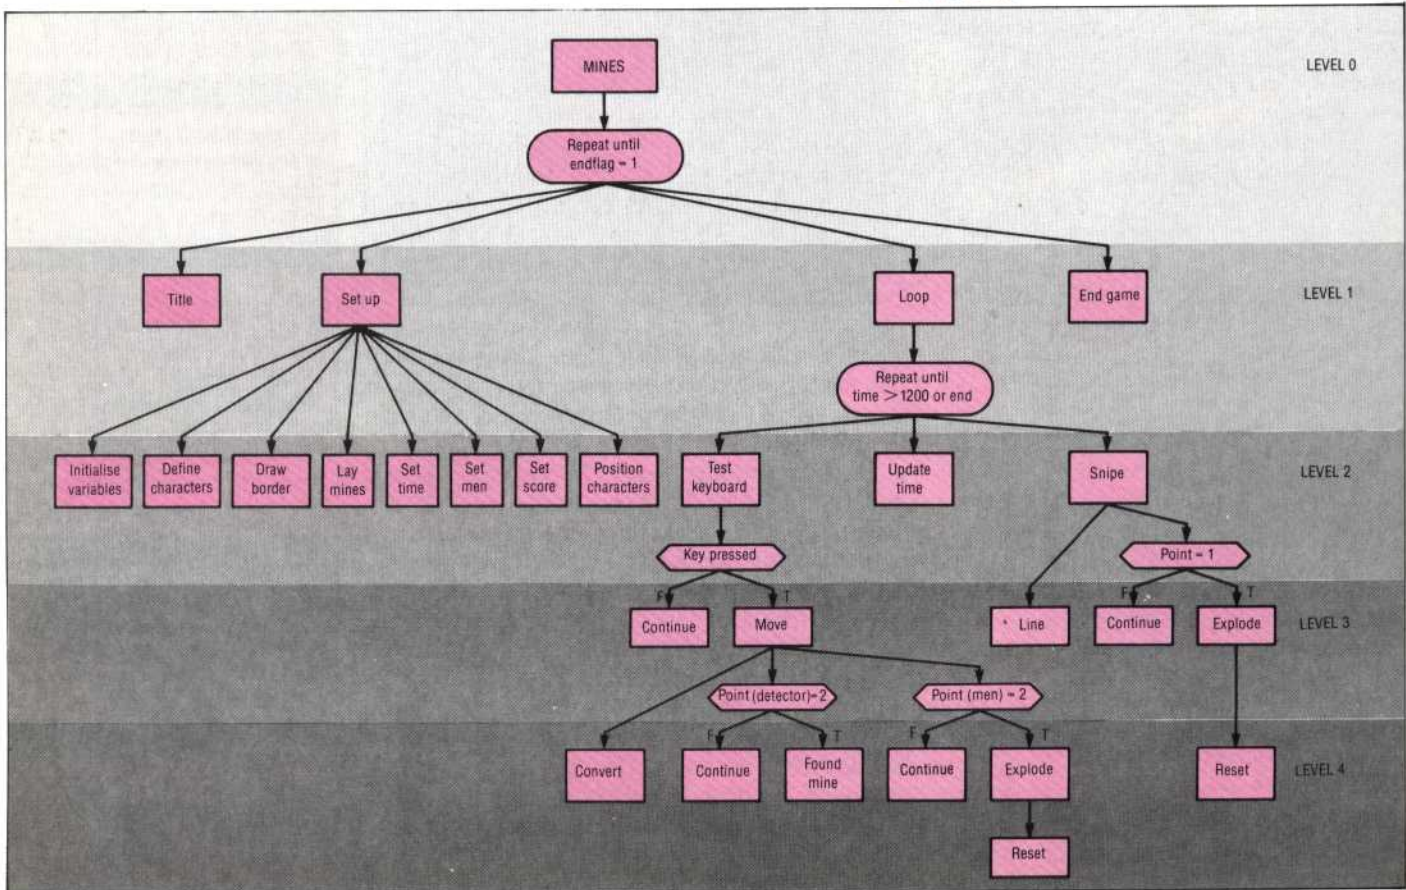 MINES
LEVEL 0
Repeat until
endflag = 1
Title
Set up
Loop
End game
LEVEL 1
Repeat until
time >1200 or end
Initialise
variables
Define
characters
Draw
border
Lay
mines
Set
time
Set
men
Set
score
Position
characters
Test
keyboard
Update
time
Snipe
LEVEL 2
Key pressed
Point = 1
F
T
F
T
Continue
Move
Line
Continue
Explode
LEVEL 3
Point (detector)=2
Point (men) = 2
F
T
F
T
Convert
Continue
Found
mine
Continue
Explode
Reset
LEVEL 4
Reset